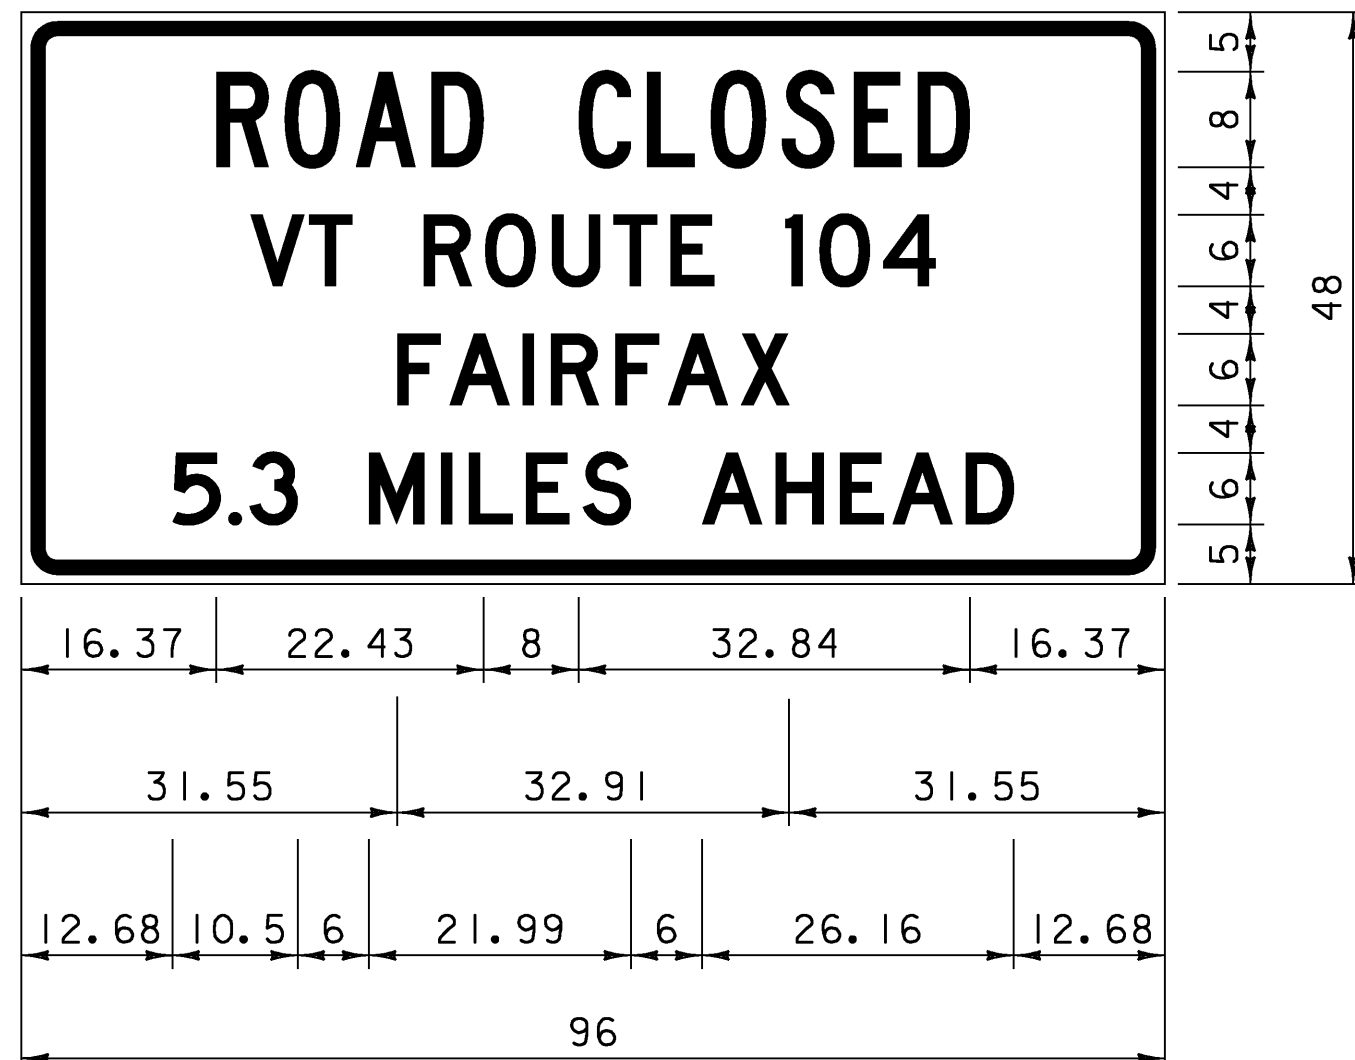 ROAD CLOSED
VT ROUTE 104
FAIRFAX
5.3 MILES AHEAD
5
8
4
6
4
6
4
6
5
48
16.37 22.43 8 32.84 16.37
31.55 32.91 31.55
12.68 10.5 6 21.99 6 26.16 12.68
96